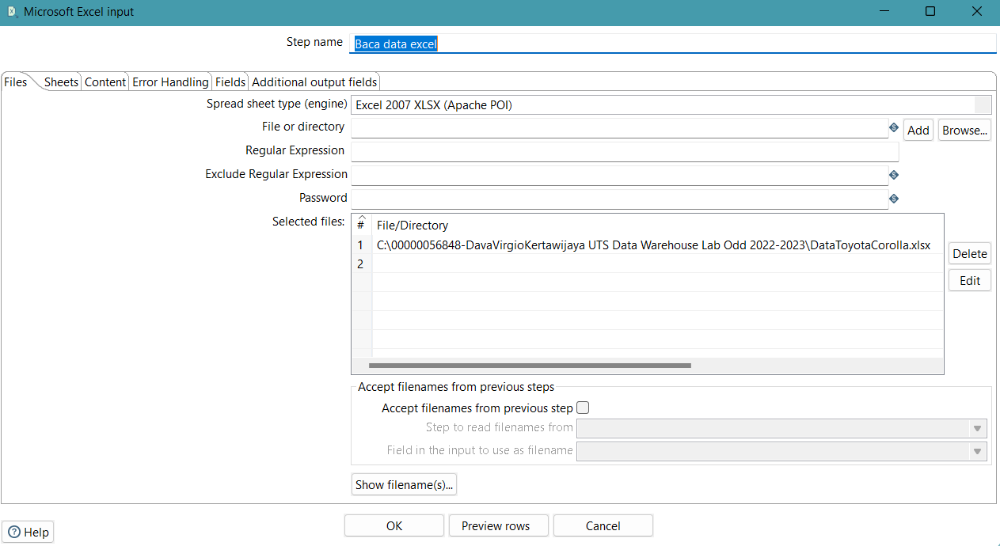 Microsoft Excel input
Step name Baca data excel
Files Sheets Content Error Handling Fields Additional output fields
Spread sheet type (engine) Excel 2007 XLSX (Apache POI)
File or directory Add Browse...
Regular Expression
Exclude Regular Expression
Password
Selected files: # File/Directory
1 C:\00000056848-DavaVirgioKertawijaya UTS Data Warehouse Lab Odd 2022-2023\DataToyotaCorolla.xlsx
Delete
2
Edit
Accept filenames from previous steps
Accept filenames from previous step
Step to read filenames from
Field in the input to use as filename
Show filename(s)...
Help OK Preview rows Cancel